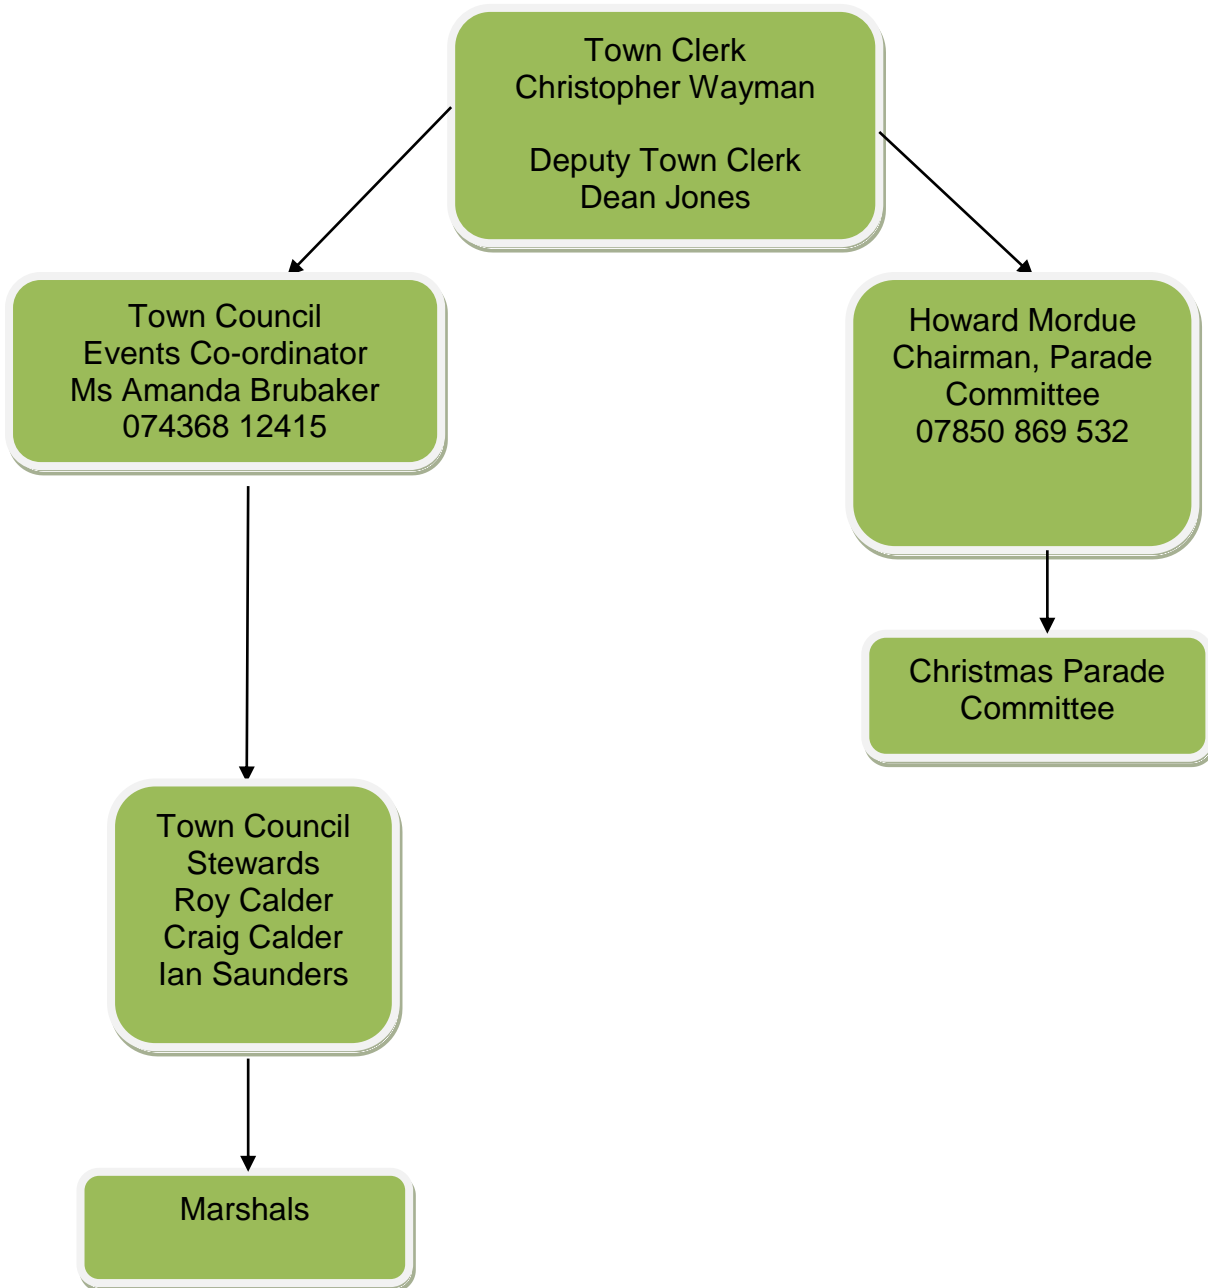 Town Clerk
Christopher Wayman
Deputy Town Clerk
Dean Jones
Town Council
Events Co-ordinator
Ms Amanda Brubaker
074368 12415
Howard Mordue
Chairman, Parade
Committee
07850 869 532
Christmas Parade
Committee
Town Council
Stewards
Roy Calder
Craig Calder
Ian Saunders
Marshals